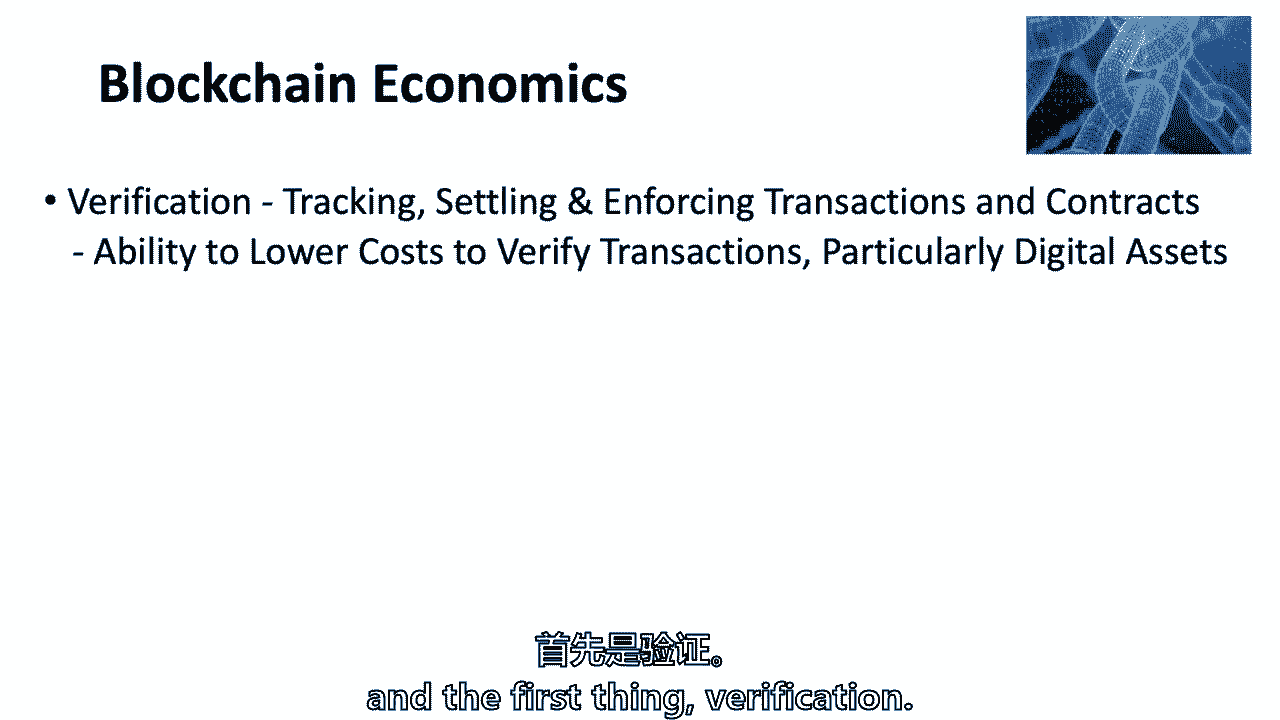 Blockchain Economics
• Verification - Tracking, Settling & Enforcing Transactions and Contracts
- Ability to Lower Costs to Verify Transactions, Particularly Digital Assets
首先是验证。
and the first thing, verification.